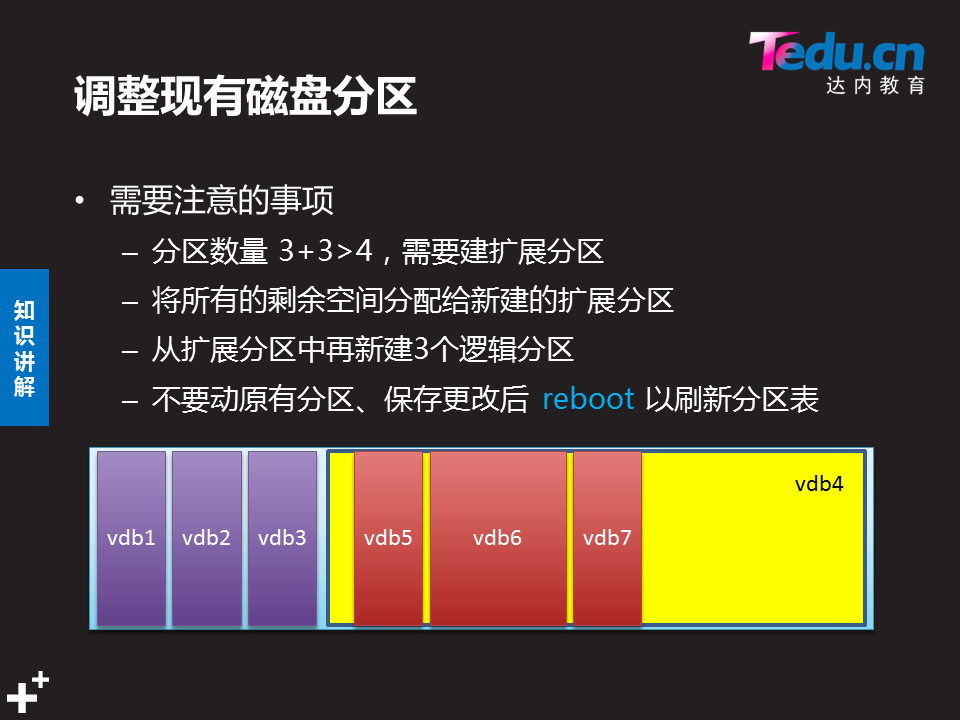 Tedu.cn
达内教育
调整现有磁盘分区
• 需要注意的事项
– 分区数量 3+3>4，需要建扩展分区
– 将所有的剩余空间分配给新建的扩展分区
– 从扩展分区中再新建3个逻辑分区
– 不要动原有分区、保存更改后 reboot 以刷新分区表
知识讲解
vdb4
vdb1 vdb2 vdb3 vdb5 vdb6 vdb7